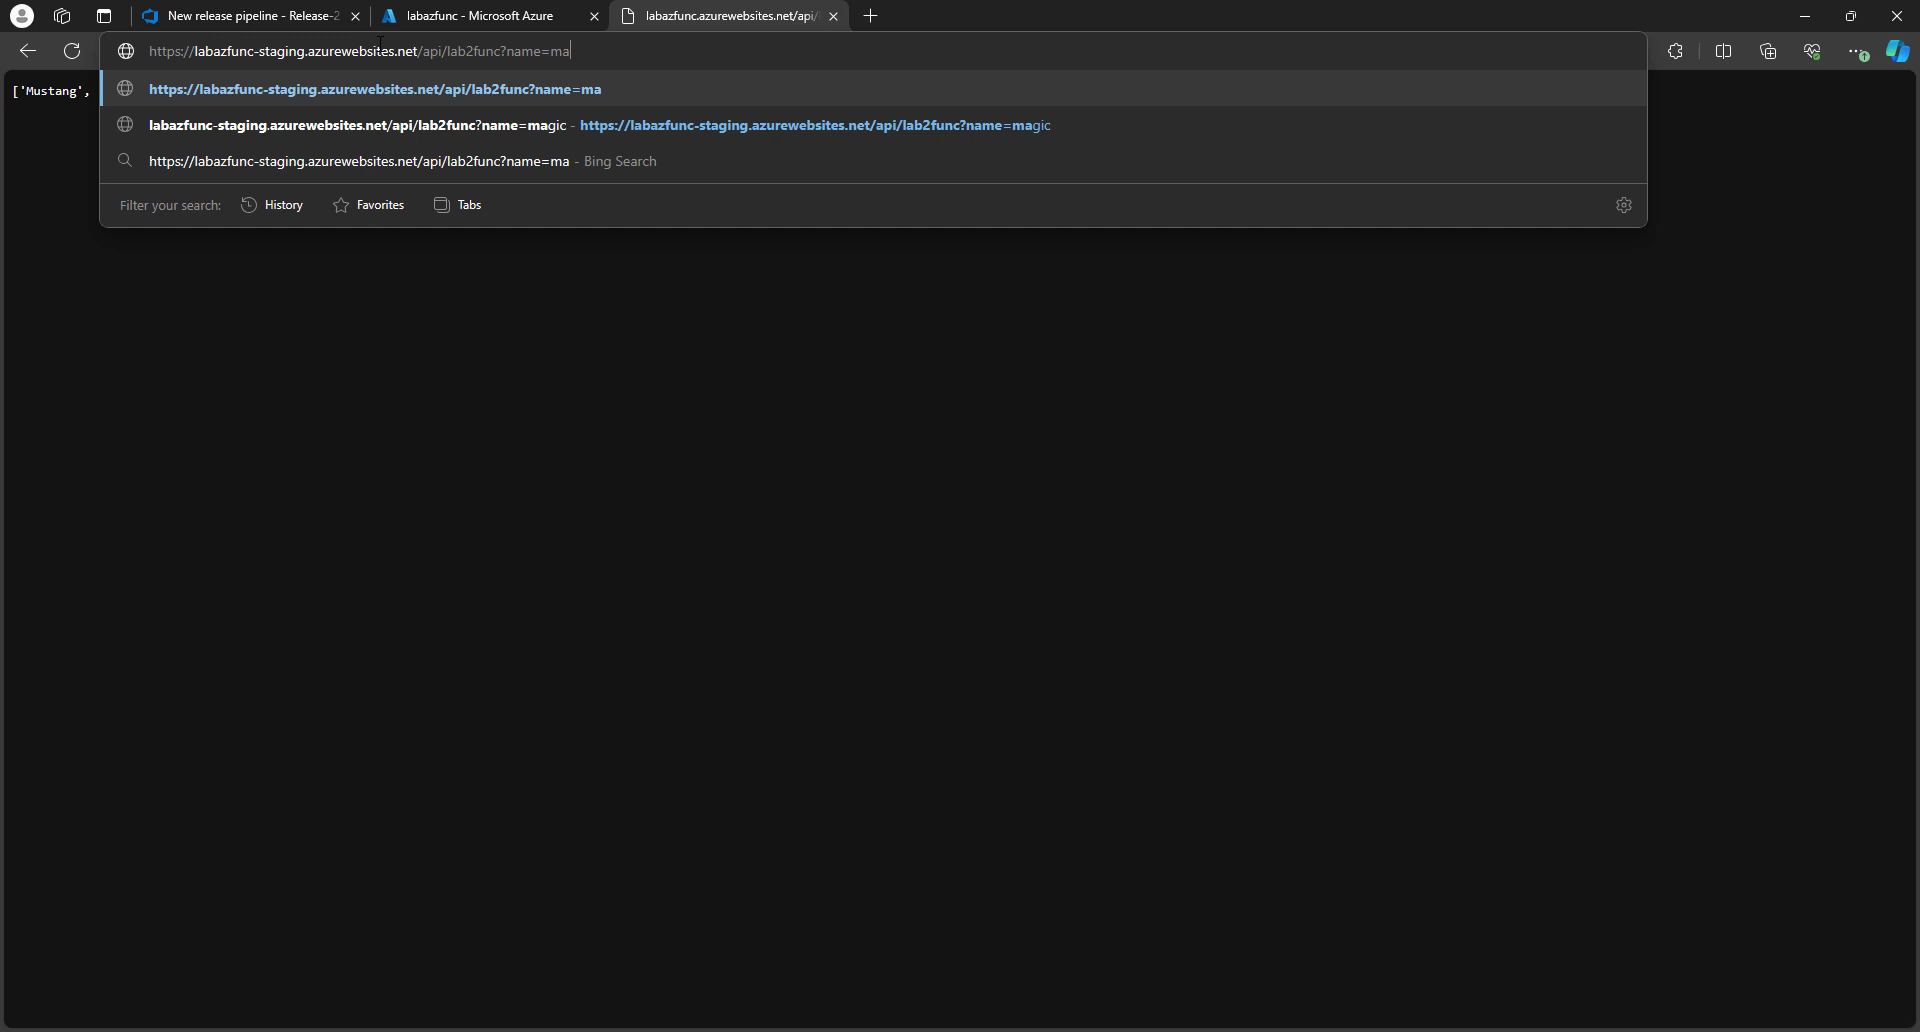 New release pipeline - Release-2
labazfunc - Microsoft Azure
labazfunc.azurewebsites.net/api/
https://labazfunc-staging.azurewebsites.net/api/lab2func?name=ma
['Mustang',
https://labazfunc-staging.azurewebsites.net/api/lab2func?name=ma
labazfunc-staging.azurewebsites.net/api/lab2func?name=magic - https://labazfunc-staging.azurewebsites.net/api/lab2func?name=magic
https://labazfunc-staging.azurewebsites.net/api/lab2func?name=ma - Bing Search
Filter your search: History Favorites Tabs